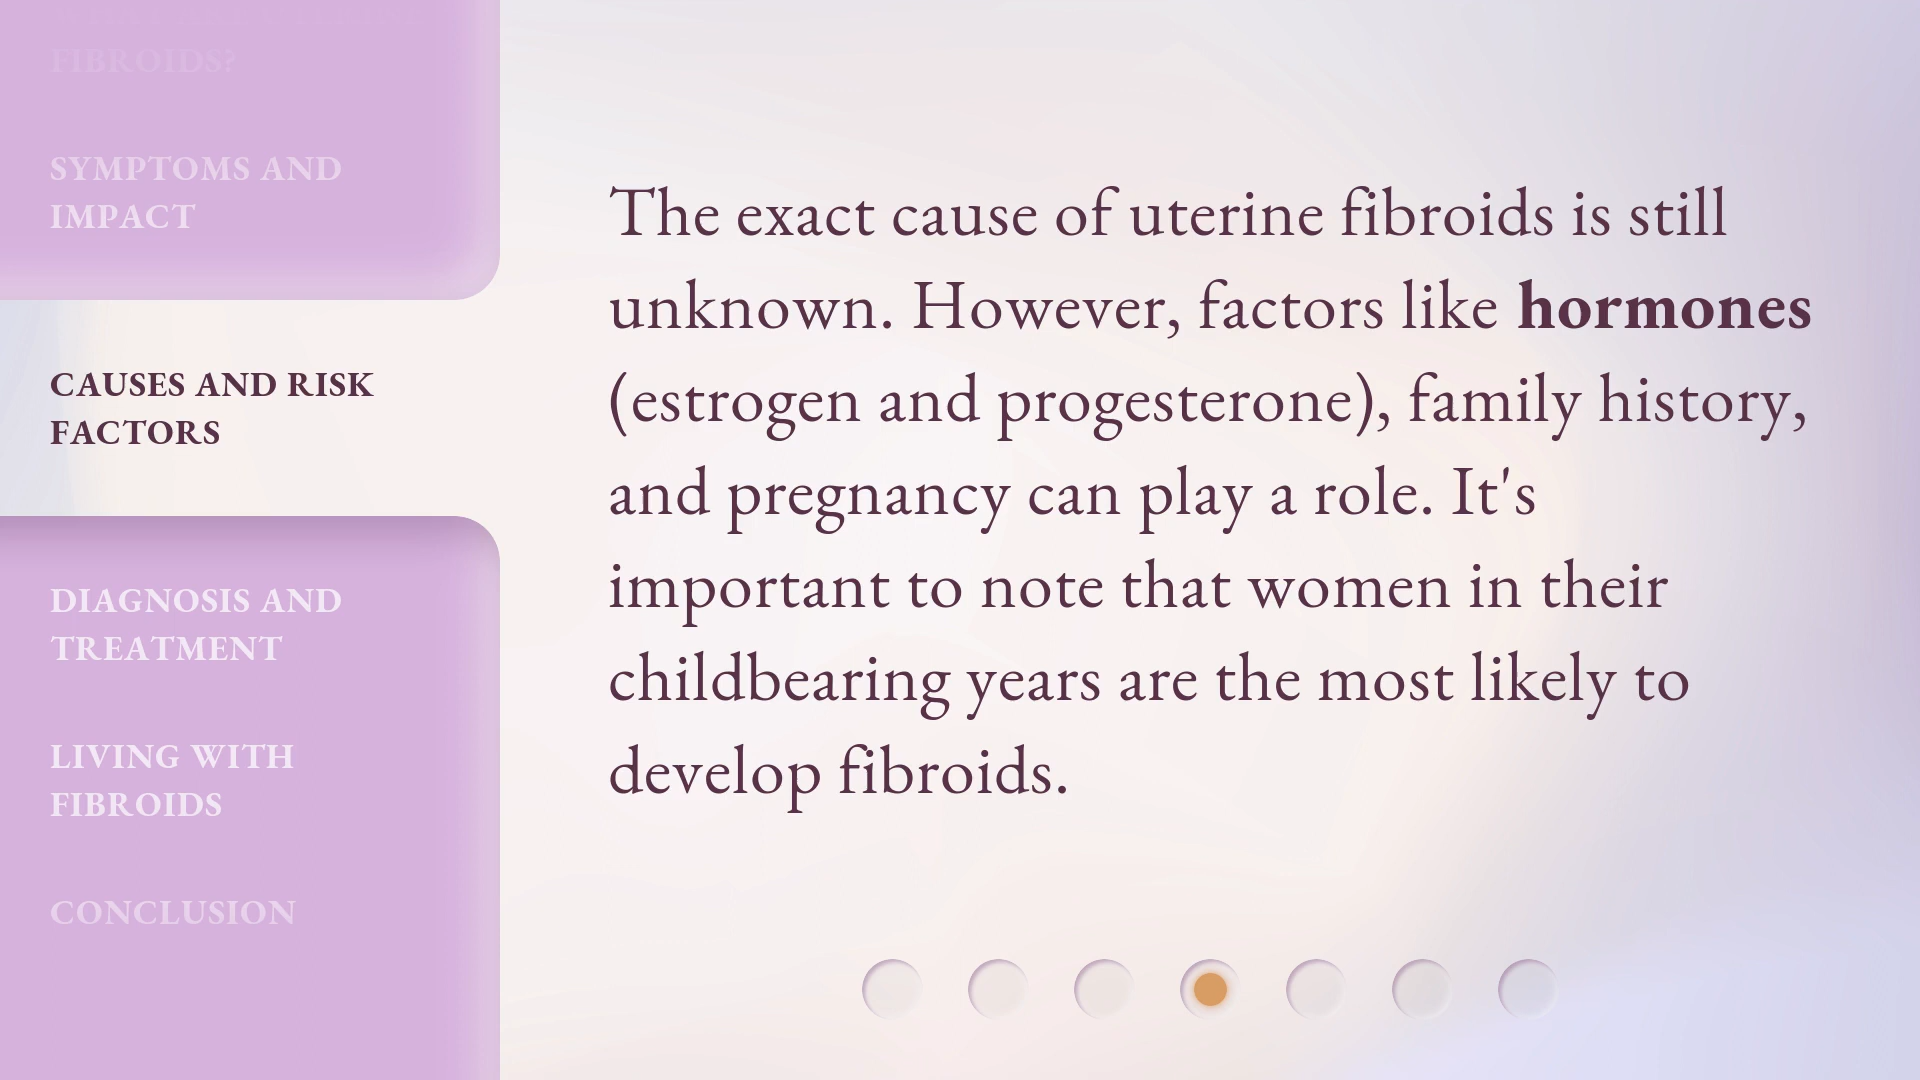 FIBROIDS?
SYMPTOMS AND
IMPACT
CAUSES AND RISK
FACTORS
DIAGNOSIS AND
TREATMENT
LIVING WITH
FIBROIDS
CONCLUSION
The exact cause of uterine fibroids is still
unknown. However, factors like hormones
(estrogen and progesterone), family history,
and pregnancy can play a role. It's
important to note that women in their
childbearing years are the most likely to
develop fibroids.